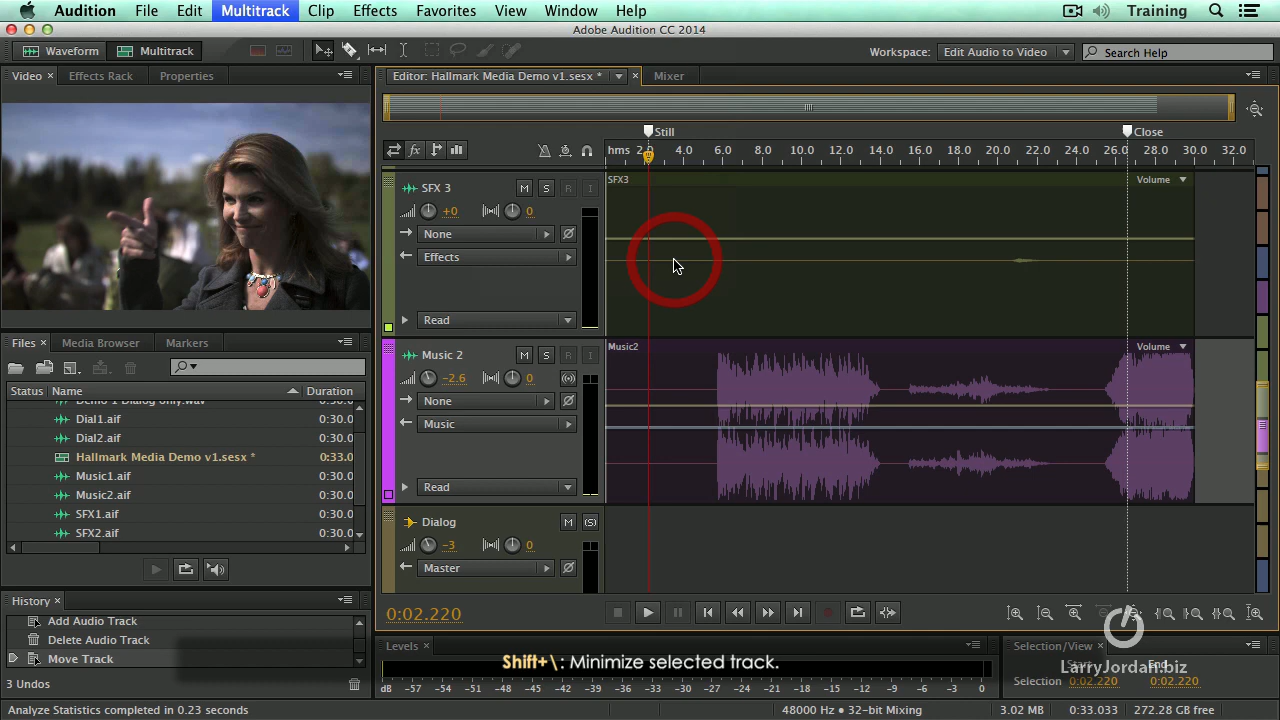 Audition File Edit Multitrack Clip Effects Favorites View Window Help Training
Adobe Audition CC 2014
Waveform Multitrack Workspace: Edit Audio to Video Search Help
Video × Effects Rack Properties Editor: Hallmark Media Demo v1.sesx * × Mixer
Still Close
fx hms 2.0 4.0 6.0 8.0 10.0 12.0 14.0 16.0 18.0 20.0 22.0 24.0 26.0 28.0 30.0 32.0
SFX 3 M S R I SFX3 Volume
+0 0
None
Effects
Read
Files × Media Browser Markers
Status Name Duration
Demo 1 Dialog only.wav 0:30.0
Dial1.aif 0:30.0
Dial2.aif 0:30.0
Hallmark Media Demo v1.sesx * 0:33.0
Music1.aif 0:30.0
Music2.aif 0:30.0
SFX1.aif 0:30.0
SFX2.aif 0:30.0
Music 2 M S R I Music2 Volume
-2.6 0
None
Music
Read
Dialog M (S)
-3 0
Master
History ×
Add Audio Track
Delete Audio Track
Move Track
3 Undos
0:02.220
Levels × Selection/View ×
Shift+\: Minimize selected track.
Start End
LarryJordan.biz
Selection 0:02.220 0:02.220
dB -57 -54 -51 -48 -45 -42 -39 -36 -33 -30 -27 -24 -21 -18 -15 -12 -9 -6 -3 0
Analyze Statistics completed in 0.23 seconds 48000 Hz • 32-bit Mixing 3.02 MB 0:33.033 272.28 GB free